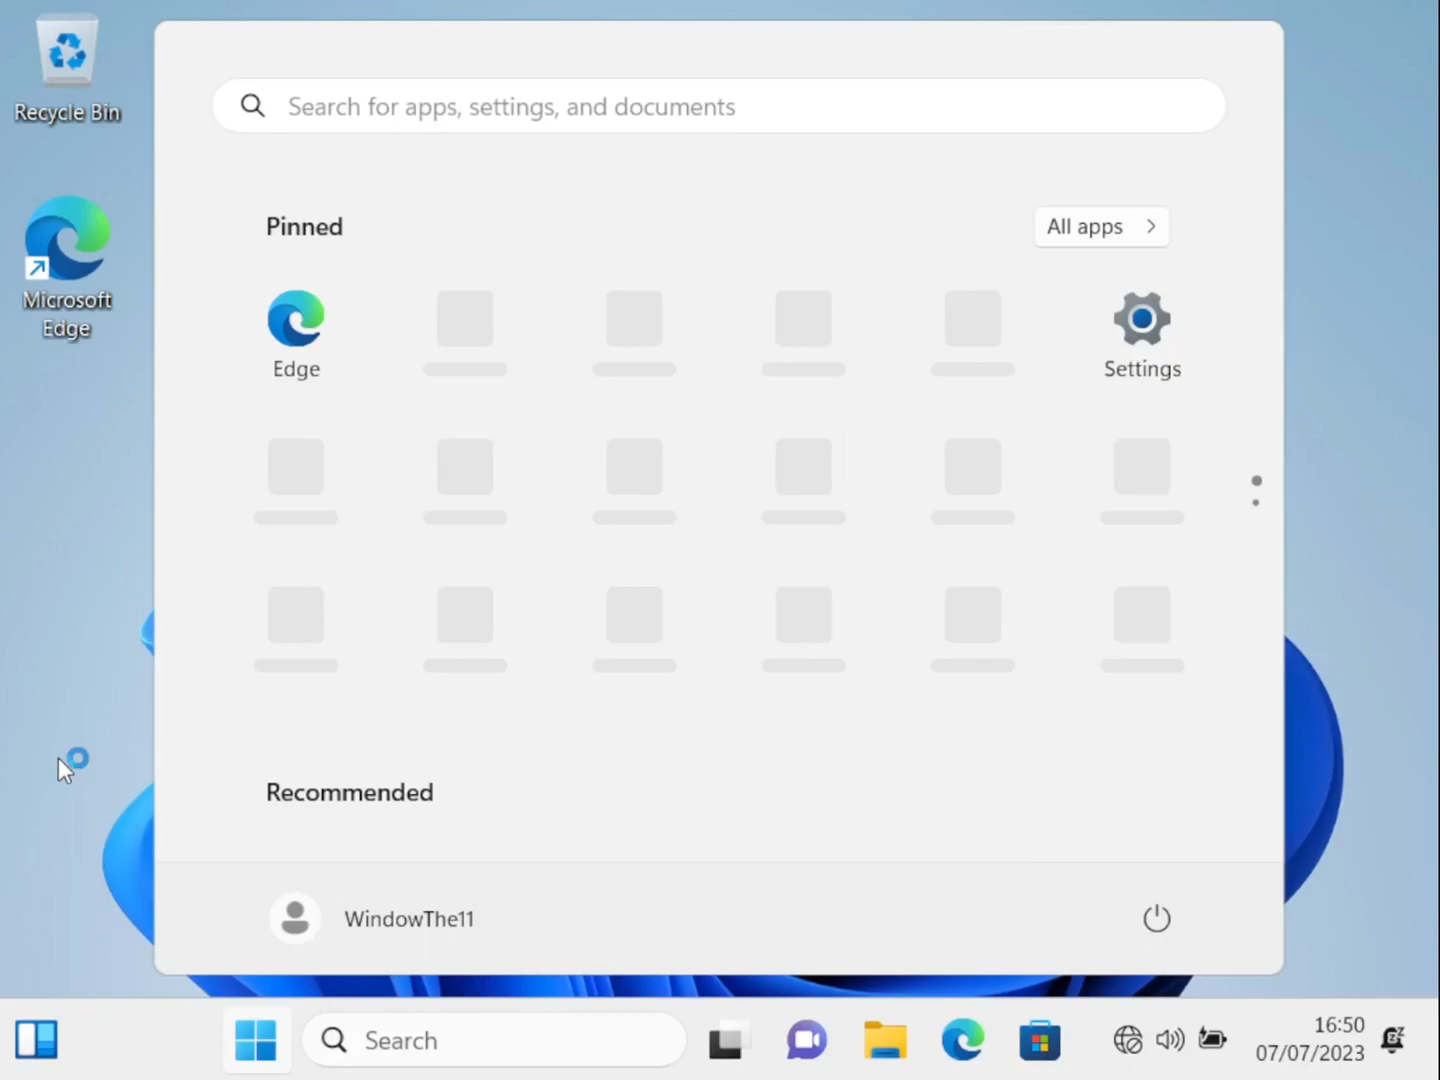 Recycle Bin
Microsoft
Edge
Search for apps, settings, and documents
Pinned
All apps
Edge
Settings
Recommended
WindowThe11
Search
16:50
07/07/2023